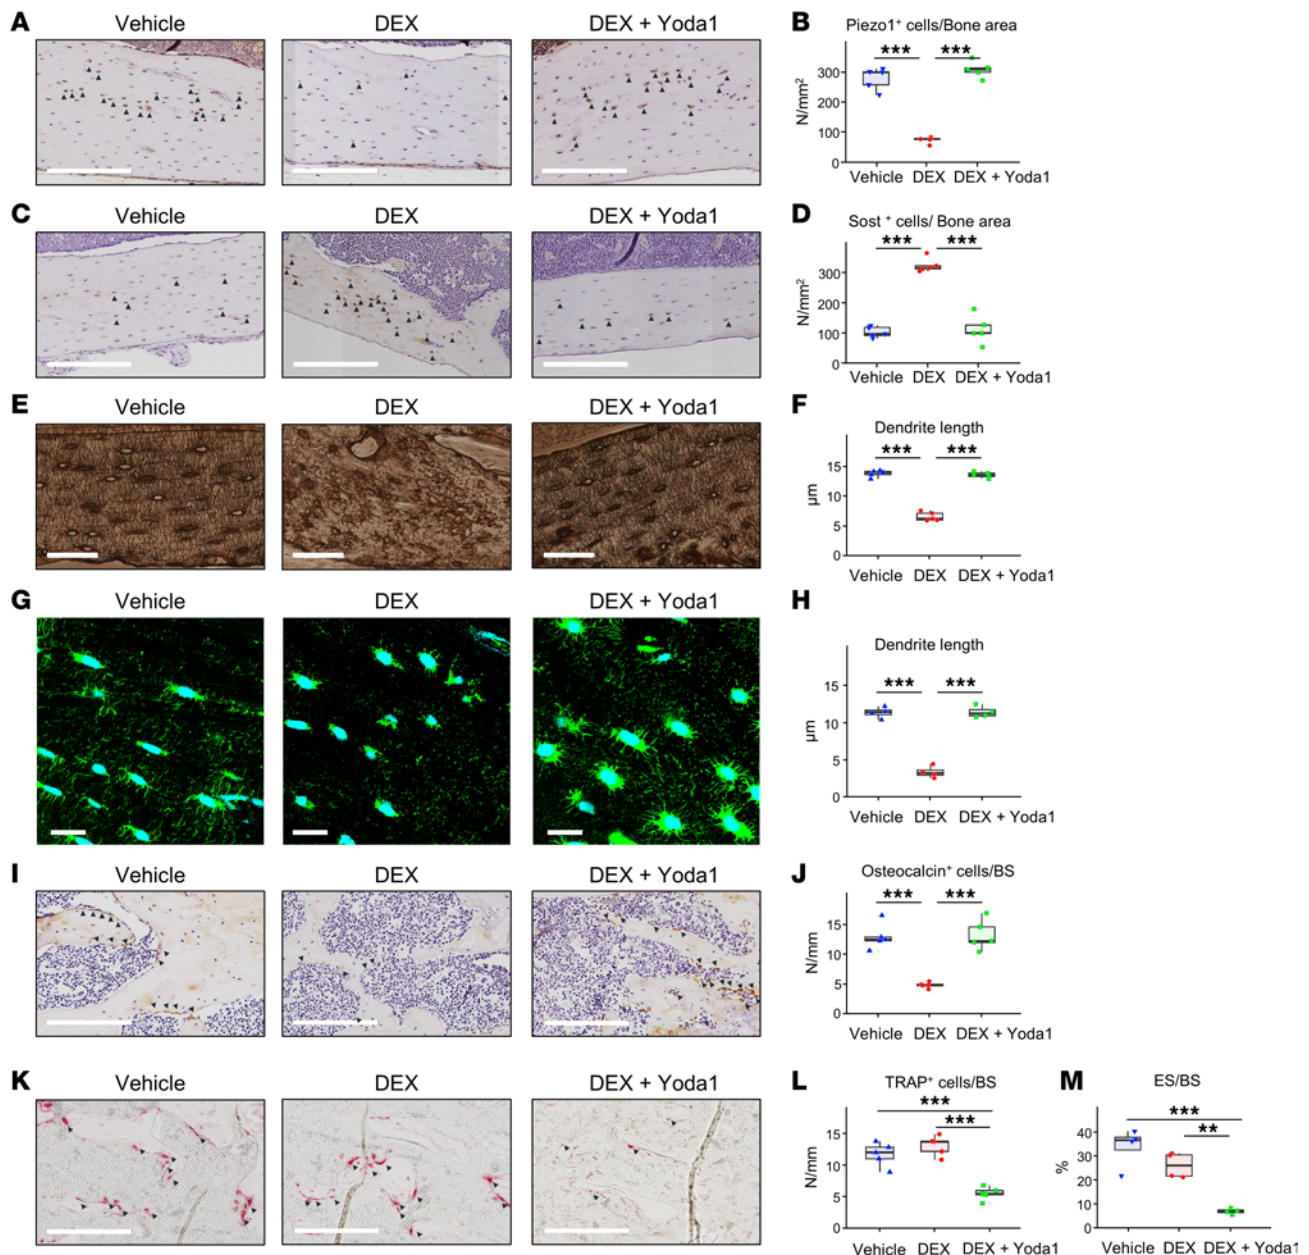 A Vehicle DEX DEX + Yoda1
B Piezo1⁺ cells/Bone area
*** ***
N/mm²
300
200
100
0
Vehicle DEX DEX + Yoda1
C Vehicle DEX DEX + Yoda1
D Sost ⁺ cells/ Bone area
*** ***
N/mm²
300
200
100
0
Vehicle DEX DEX + Yoda1
E Vehicle DEX DEX + Yoda1
F Dendrite length
*** ***
µm
15
10
5
0
Vehicle DEX DEX + Yoda1
G Vehicle DEX DEX + Yoda1
H Dendrite length
*** ***
µm
15
10
5
0
Vehicle DEX DEX + Yoda1
I Vehicle DEX DEX + Yoda1
J Osteocalcin⁺ cells/BS
*** ***
N/mm
15
10
5
0
Vehicle DEX DEX + Yoda1
K Vehicle DEX DEX + Yoda1
L TRAP⁺ cells/BS
***
***
N/mm
15
10
5
0
Vehicle DEX DEX + Yoda1
M ES/BS
***
**
%
40
30
20
10
0
Vehicle DEX DEX + Yoda1